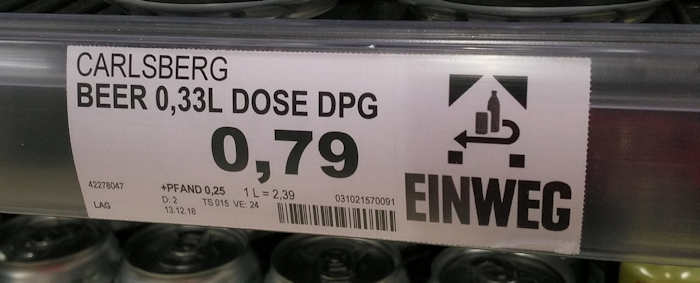 CARLSBERG
BEER 0,33L DOSE DPG
0,79
42278047
+PFAND 0,25 1 L = 2,39
031021570091
LAG
D. 2 TS 015 VE: 24
13.12.16
EINWEG